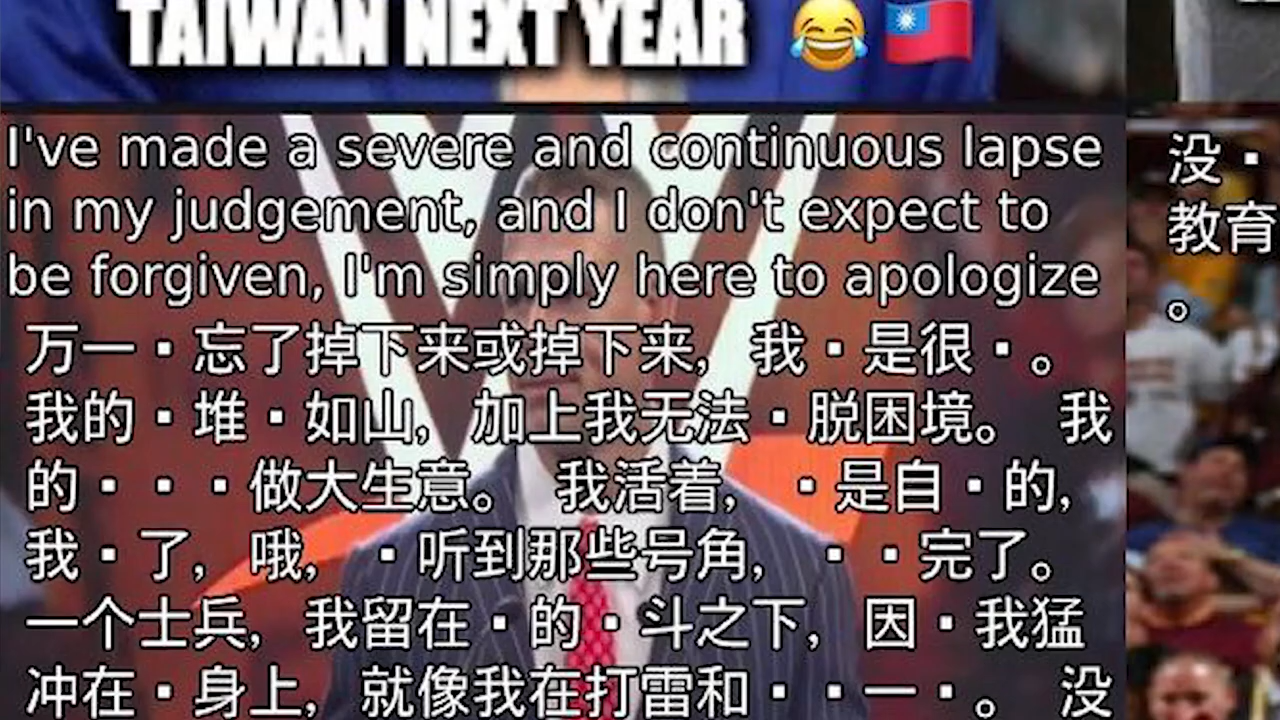 TAIWAN NEXT YEAR 😂 🇹🇼
I've made a severe and continuous lapse
in my judgement, and I don't expect to
be forgiven, I'm simply here to apologize
万一・忘了掉下来或掉下来，我・是很・。
我的・堆・如山，加上我无法・脱困境。 我
的・・・做大生意。 我活着，・是自・的，
我・了，哦，・听到那些号角，・・完了。
一个士兵，我留在・的・斗之下，因・我猛
冲在・身上，就像我在打雷和・・一・。 没
没・
教育
。